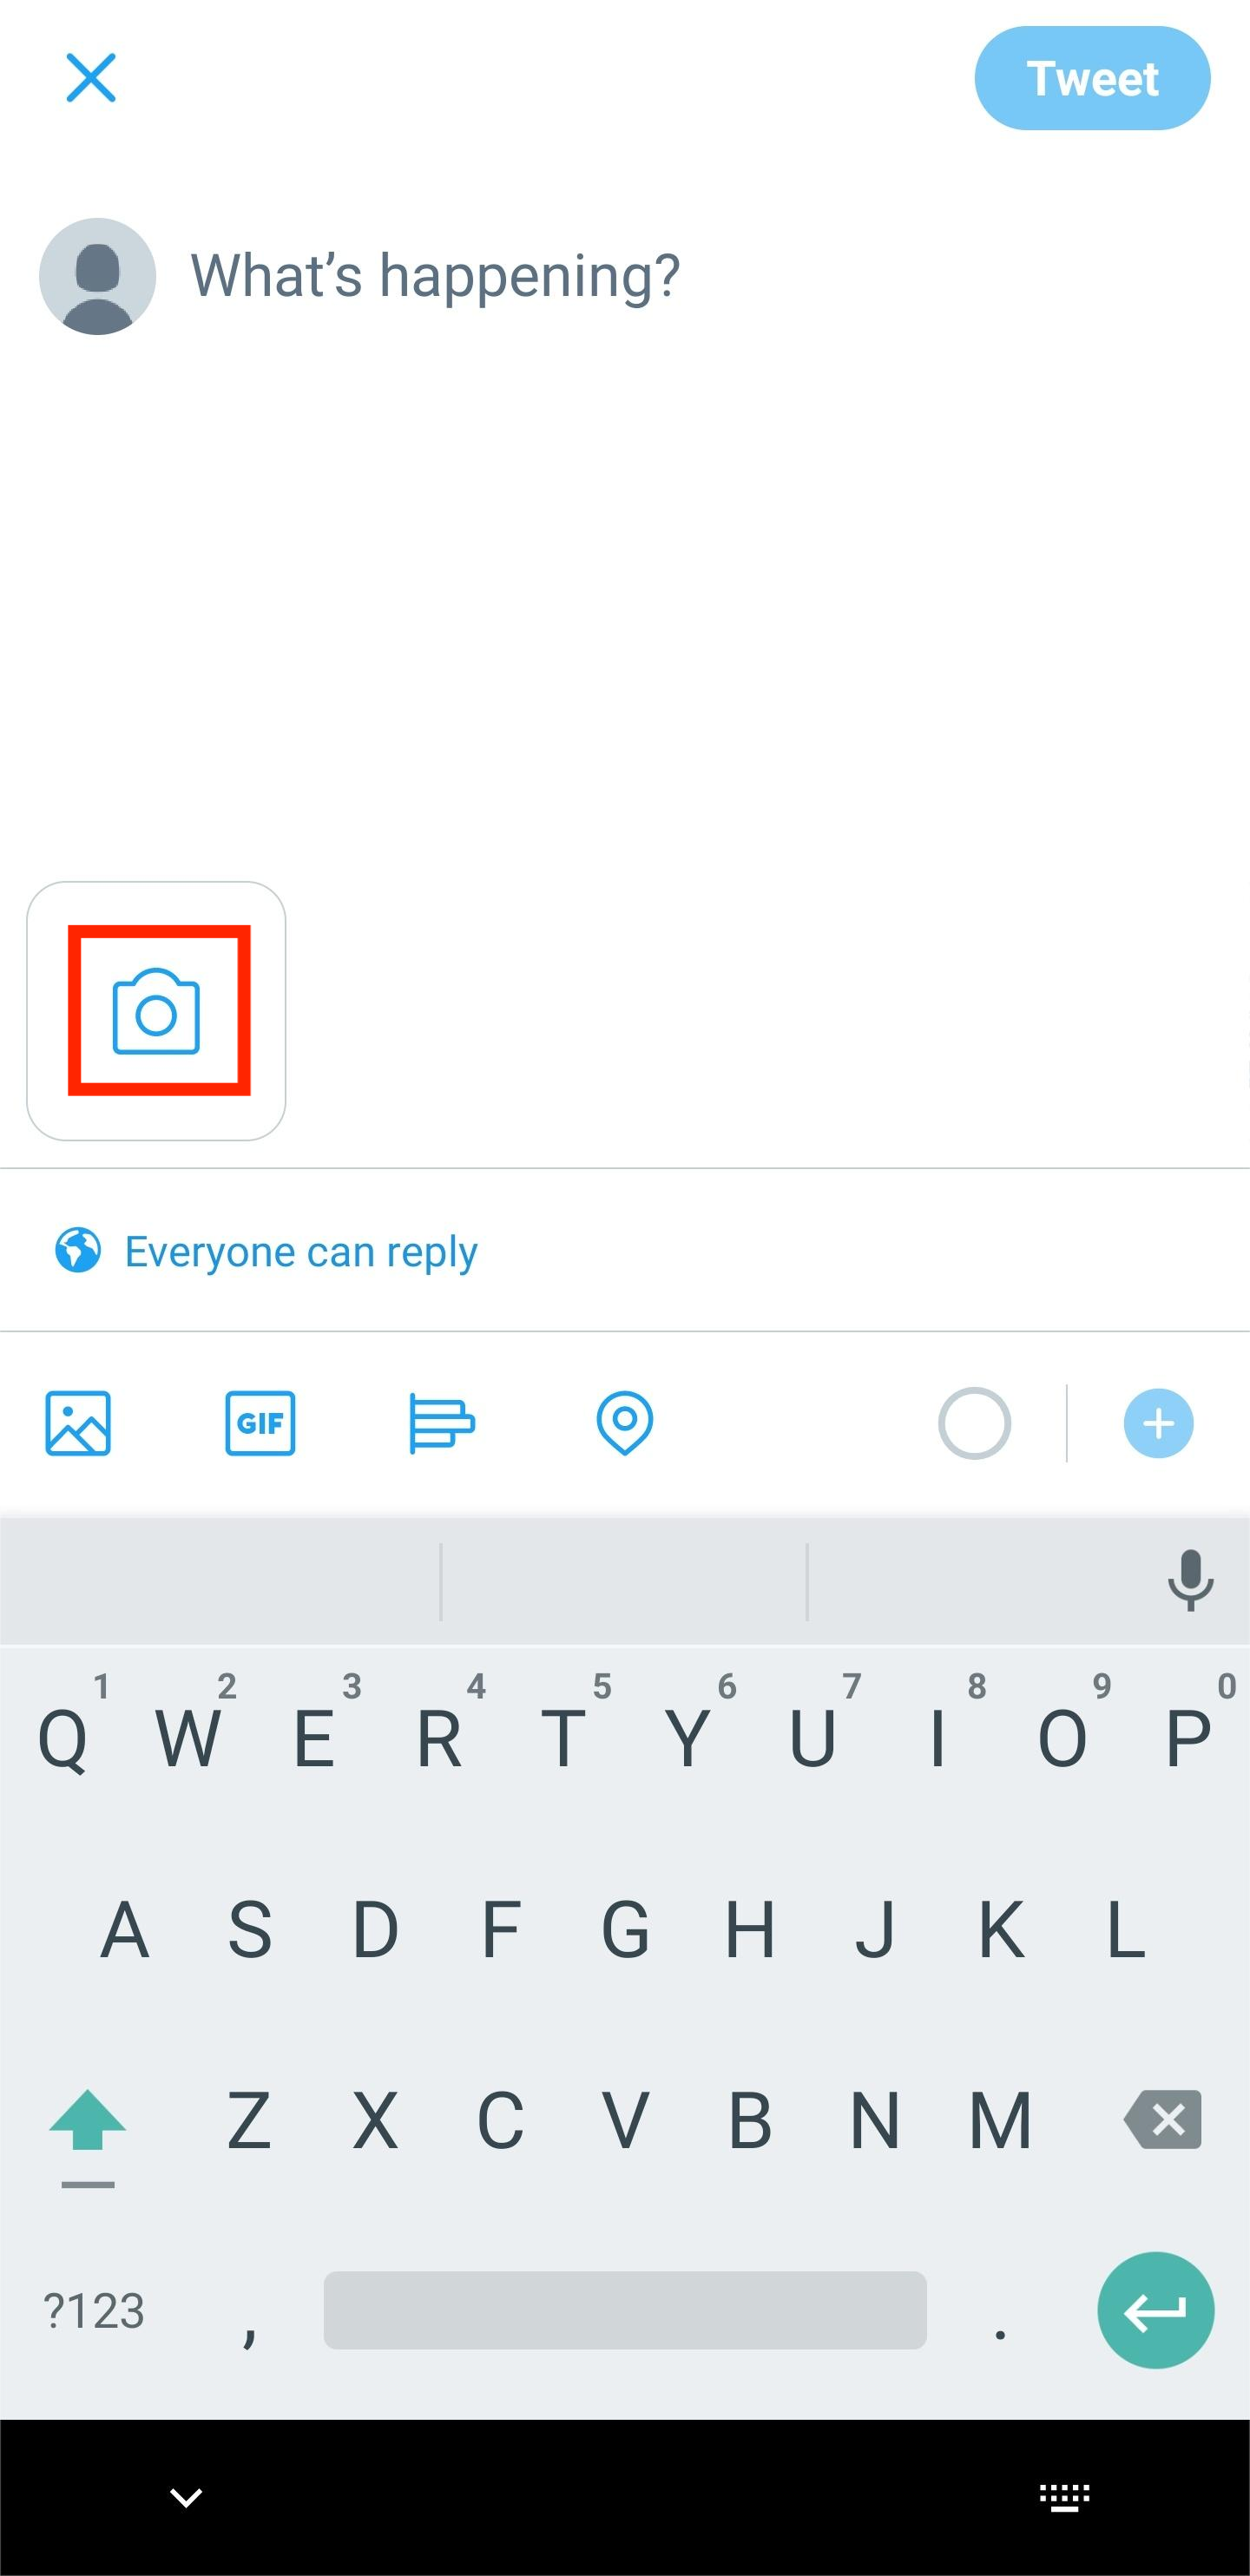 Tweet
What's happening?
Everyone can reply
GIF
1 2 3 4 5 6 7 8 9 0
Q W E R T Y U I O P
A S D F G H J K L
Z X C V B N M
?123 , .